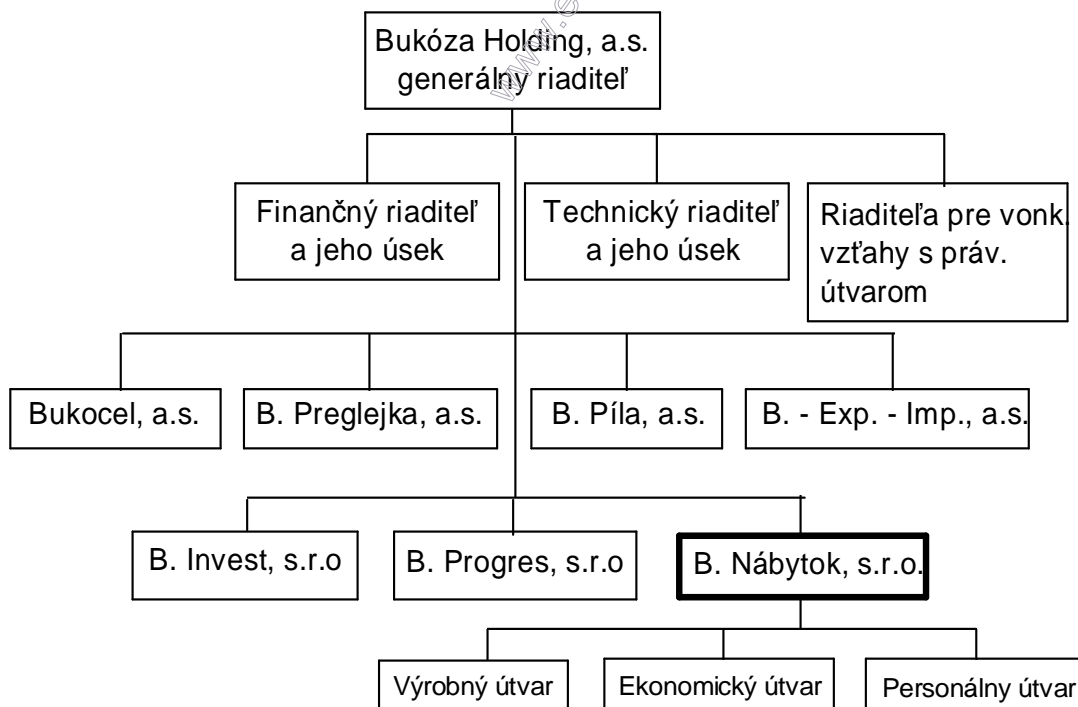 www.e
Bukóza Holding, a.s.
generálny riaditeľ
Finančný riaditeľ
a jeho úsek
Technický riaditeľ
a jeho úsek
Riaditeľa pre vonk.
vzťahy s práv.
útvarom
Bukocel, a.s.
B. Preglejka, a.s.
B. Píla, a.s.
B. - Exp. - Imp., a.s.
B. Invest, s.r.o
B. Progres, s.r.o
B. Nábytok, s.r.o.
Výrobný útvar
Ekonomický útvar
Personálny útvar